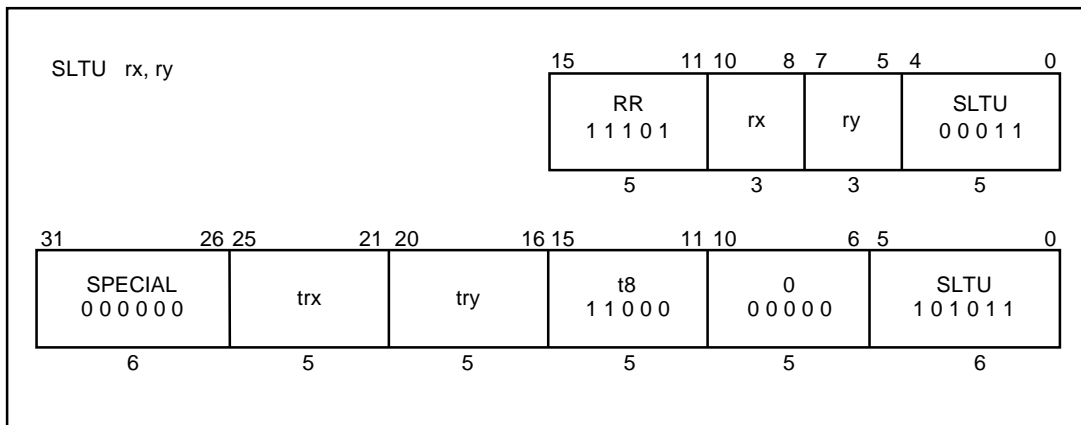 SLTU rx, ry
15 11 10 8 7 5 4 0
RR rx ry SLTU
1 1 1 0 1 0 0 0 1 1
5 3 3 5
31 26 25 21 20 16 15 11 10 6 5 0
SPECIAL trx try t8 0 SLTU
0 0 0 0 0 0 1 1 0 0 0 0 0 0 0 0 1 0 1 0 1 1
6 5 5 5 5 6